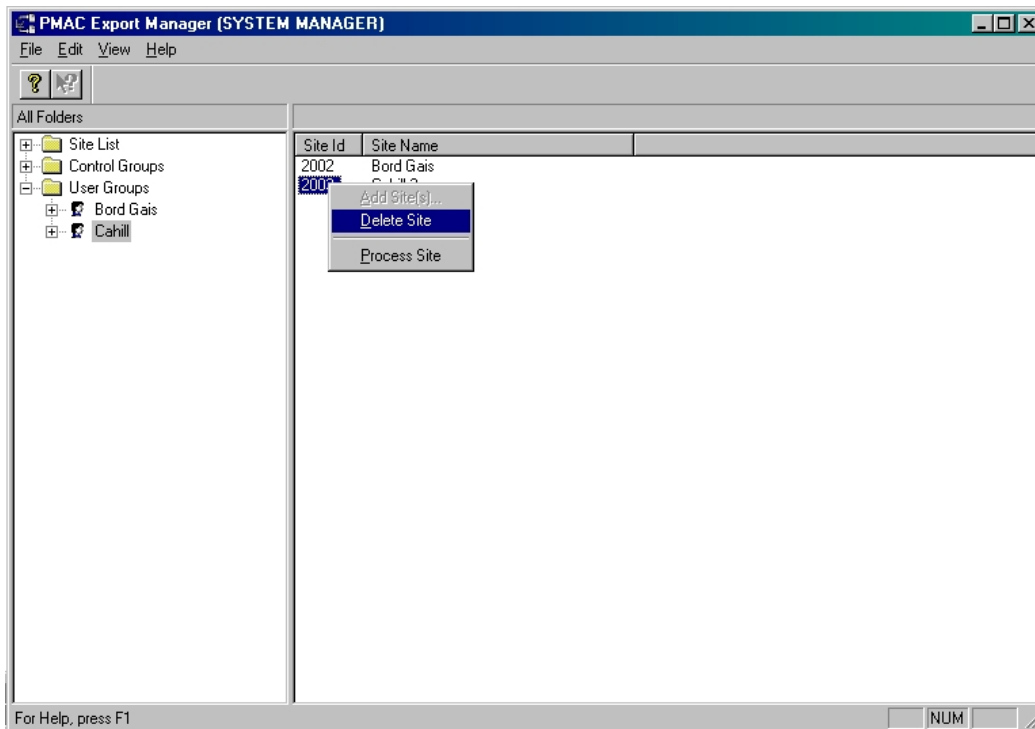 PMAC Export Manager (SYSTEM MANAGER)
File Edit View Help
All Folders
Site List
Control Groups
User Groups
Bord Gais
Cahill
Site Id Site Name
2002 Bord Gais
Add Site(s)...
Delete Site
Process Site
For Help, press F1
NUM